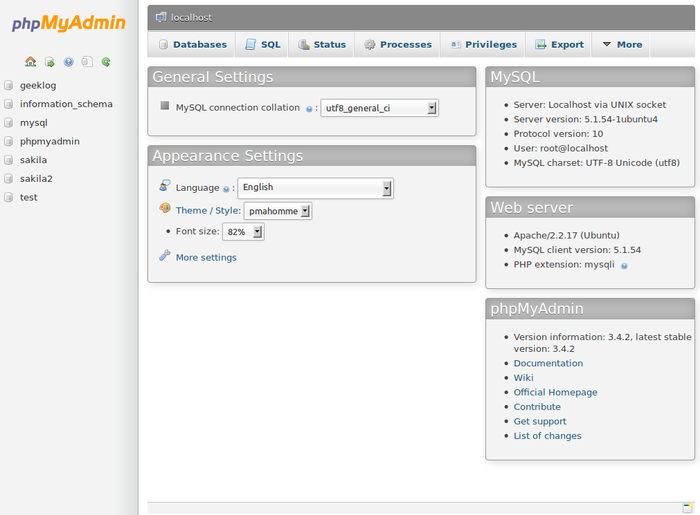 phpMyAdmin
geeklog
information_schema
mysql
phpmyadmin
sakila
sakila2
test
localhost
Databases SQL Status Processes Privileges Export More
General Settings
MySQL connection collation : utf8_general_ci
Appearance Settings
Language : English
Theme / Style: pmahomme
Font size: 82%
More settings
MySQL
Server: Localhost via UNIX socket
Server version: 5.1.54-1ubuntu4
Protocol version: 10
User: root@localhost
MySQL charset: UTF-8 Unicode (utf8)
Web server
Apache/2.2.17 (Ubuntu)
MySQL client version: 5.1.54
PHP extension: mysqli
phpMyAdmin
Version information: 3.4.2, latest stable
version: 3.4.2
Documentation
Wiki
Official Homepage
Contribute
Get support
List of changes